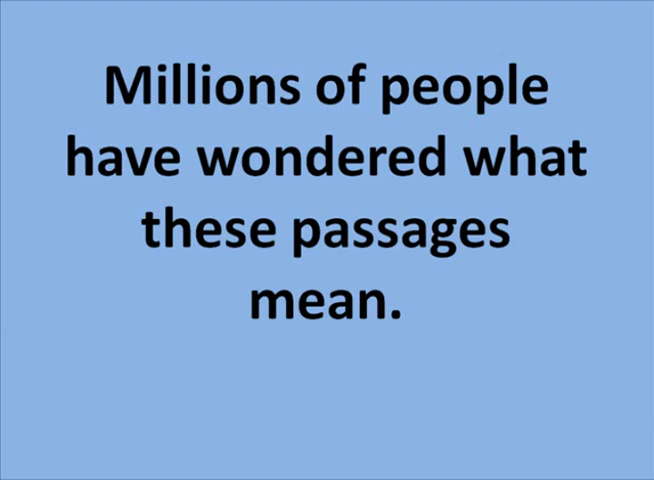 Millions of people
have wondered what
these passages
mean.